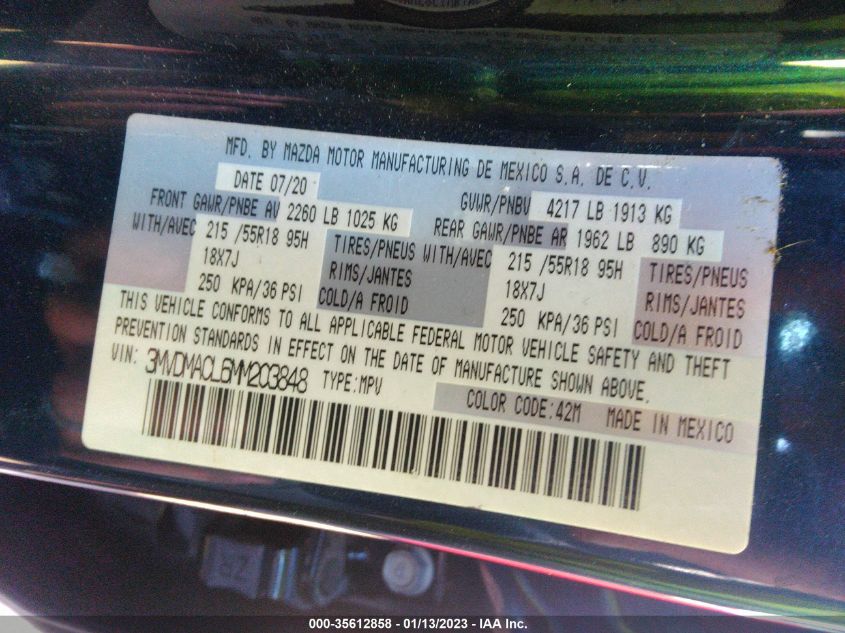 MFD. BY MAZDA MOTOR MANUFACTURING DE MEXICO S.A. DE C.V.
DATE 07/20 GVWR/PNBV 4217 LB 1913 KG
FRONT GAWR/PNBE AV 2260 LB 1025 KG REAR GAWR/PNBE AR 1962 LB 890 KG
WITH/AVEC 215 /55R18 95H TIRES/PNEUS WITH/AVEC 215 /55R18 95H TIRES/PNEUS
18X7J RIMS/JANTES 18X7J RIMS/JANTES
250 KPA/36 PSI COLD/A FROID 250 KPA/36 PSI COLD/A FROID
THIS VEHICLE CONFORMS TO ALL APPLICABLE FEDERAL MOTOR VEHICLE SAFETY AND THEFT
PREVENTION STANDARDS IN EFFECT ON THE DATE OF MANUFACTURE SHOWN ABOVE.
VIN: 3MVDMACL6MM203848 TYPE:MPV
COLOR CODE:42M MADE IN MEXICO
000-35612858 - 01/13/2023 - IAA Inc.